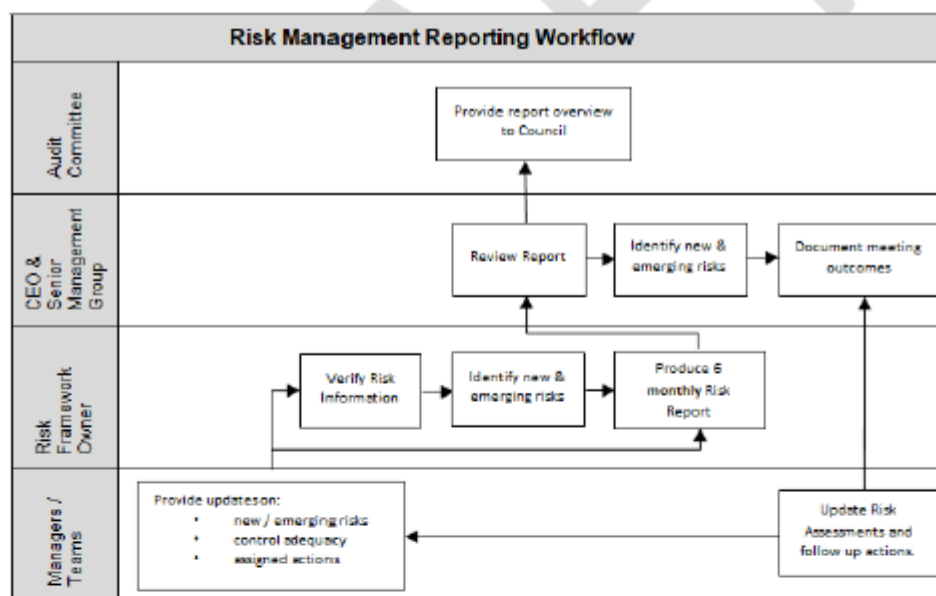 Risk Management Reporting Workflow
Audit
Committee
Provide report overview
to Council
CEO &
Senior
Management
Group
Review Report
Identify new &
emerging risks
Document meeting
outcomes
Risk
Framework
Owner
Verify Risk
Information
Identify new &
emerging risks
Produce 6
monthly Risk
Report
Managers /
Teams
Provide updates on:
• new / emerging risks
• control adequacy
• assigned actions
Update Risk
Assessments and
follow up actions.